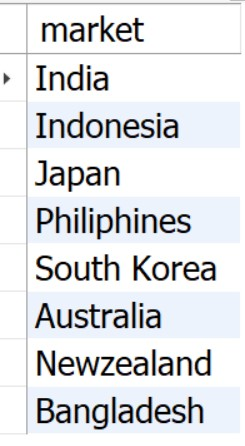 market
India
Indonesia
Japan
Philiphines
South Korea
Australia
Newzealand
Bangladesh